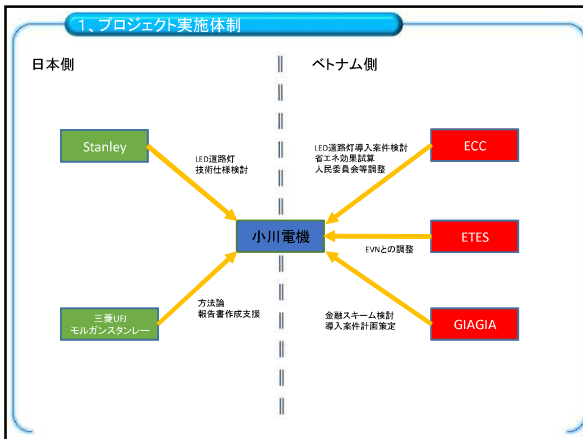 １、プロジェクト実施体制
日本側
ベトナム側
Stanley
LED道路灯
技術仕様検討
LED道路灯導入案件検討
省エネ効果試算
人民委員会等調整
ECC
小川電機
EVNとの調整
ETES
三菱UFJ
モルガンスタンレー
方法論
報告書作成支援
金融スキーム検討
導入案件計画策定
GIAGIA